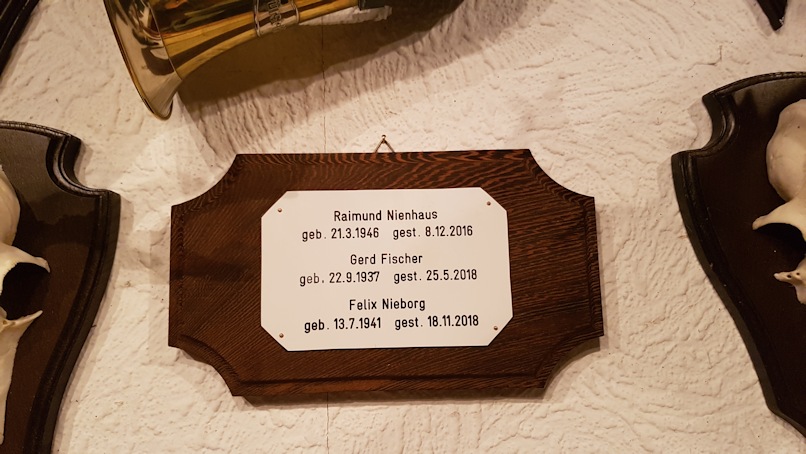 Raimund Nienhaus
geb. 21.3.1946 gest. 8.12.2016
Gerd Fischer
geb. 22.9.1937 gest. 25.5.2018
Felix Nieborg
geb. 13.7.1941 gest. 18.11.2018